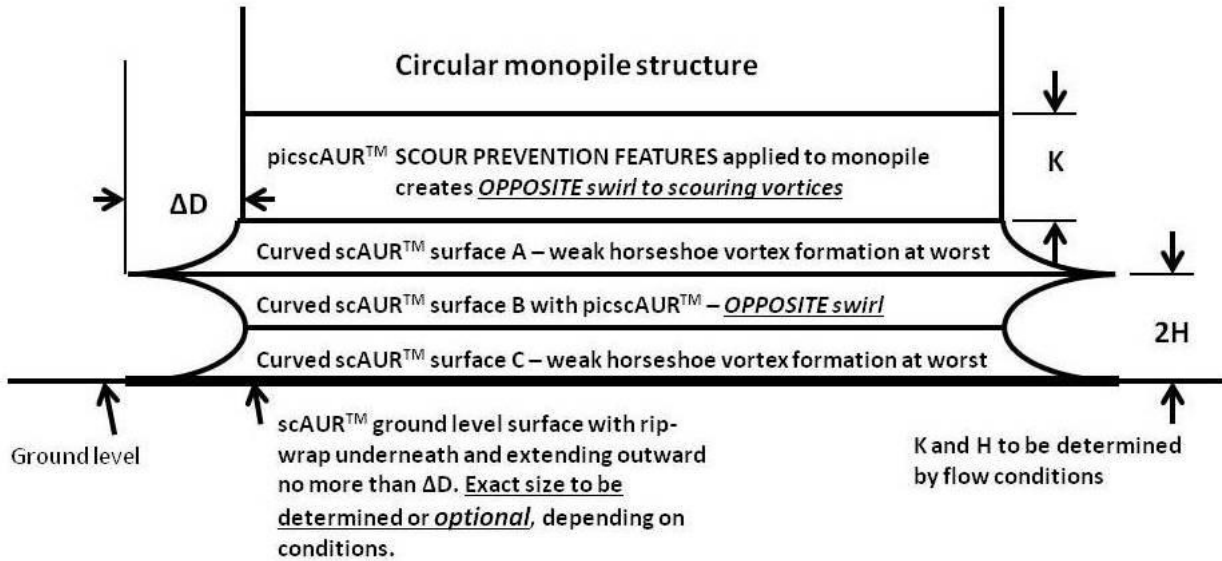 Circular monopile structure
picscAUR™ SCOUR PREVENTION FEATURES applied to monopile
creates OPPOSITE swirl to scouring vortices
K
ΔD
Curved scAUR™ surface A – weak horseshoe vortex formation at worst
Curved scAUR™ surface B with picscAUR™ – OPPOSITE swirl
2H
Curved scAUR™ surface C – weak horseshoe vortex formation at worst
Ground level
scAUR™ ground level surface with rip-
wrap underneath and extending outward
no more than ΔD. Exact size to be
determined or optional, depending on
conditions.
K and H to be determined
by flow conditions